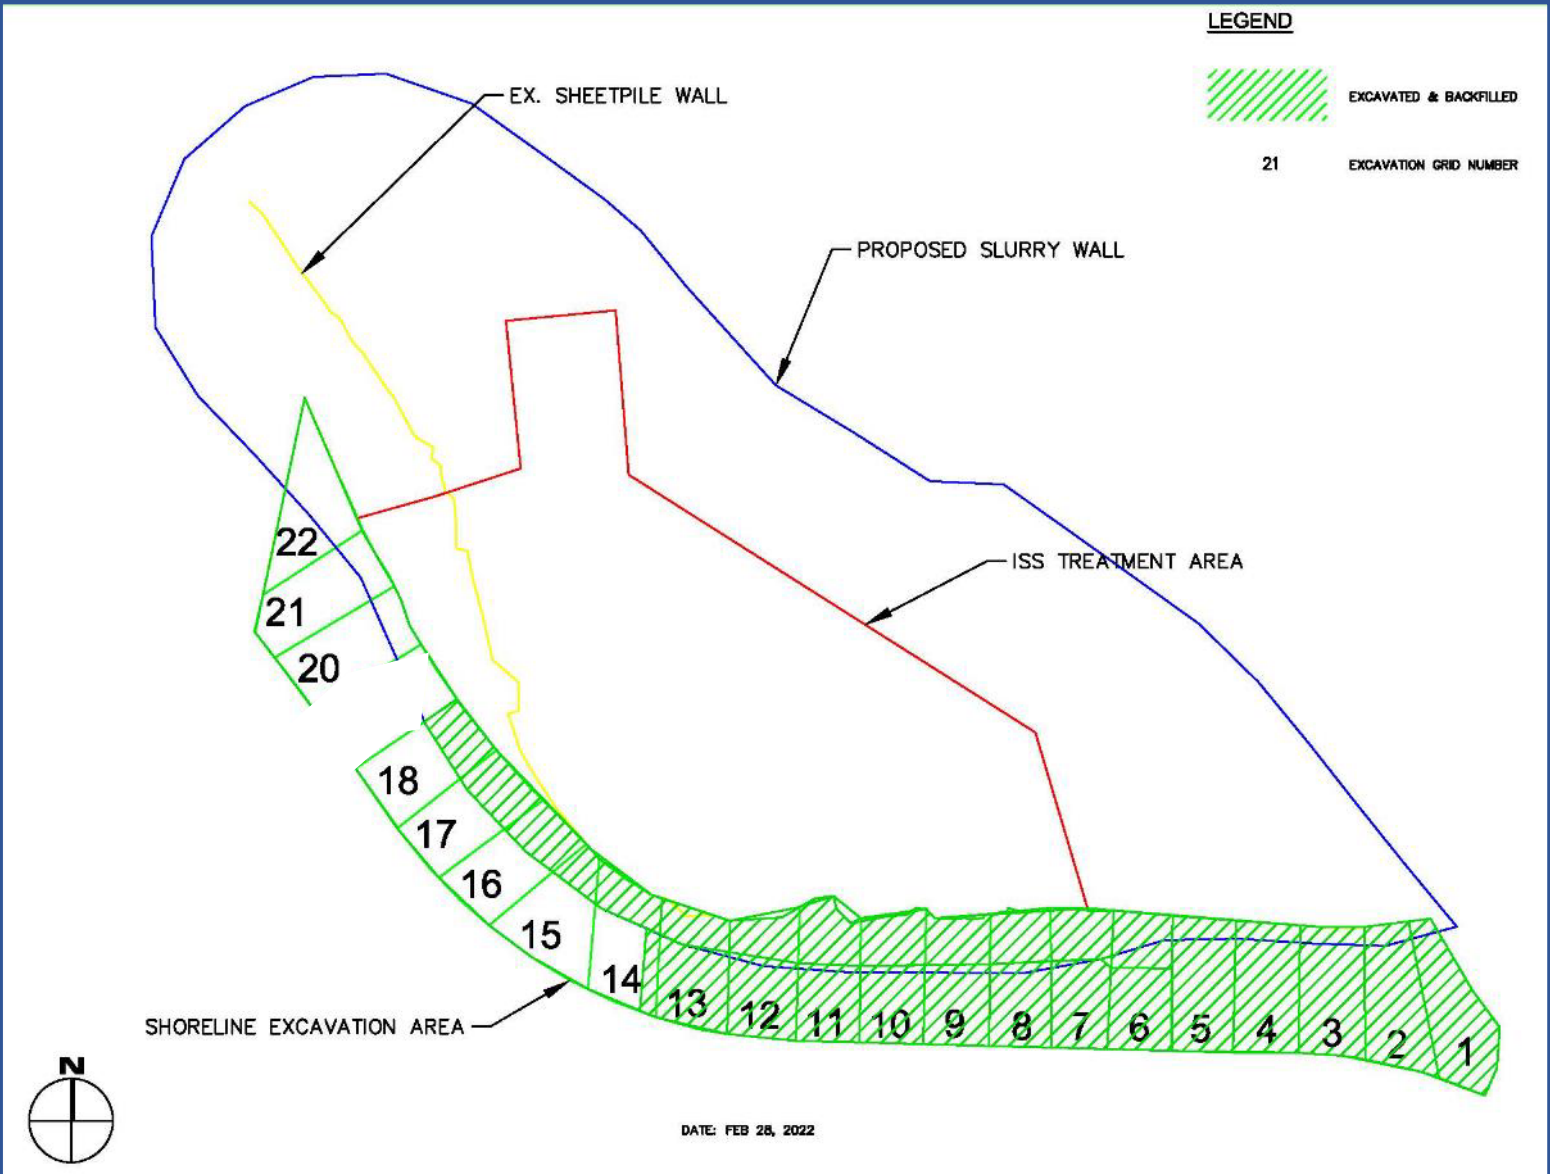 LEGEND
EXCAVATED & BACKFILLED
21 EXCAVATION GRID NUMBER
EX. SHEETPILE WALL
PROPOSED SLURRY WALL
ISS TREATMENT AREA
22
21
20
18
17
16
15
14
13
12
11
10
9
8
7
6
5
4
3
2
1
SHORELINE EXCAVATION AREA
N
DATE: FEB 28, 2022